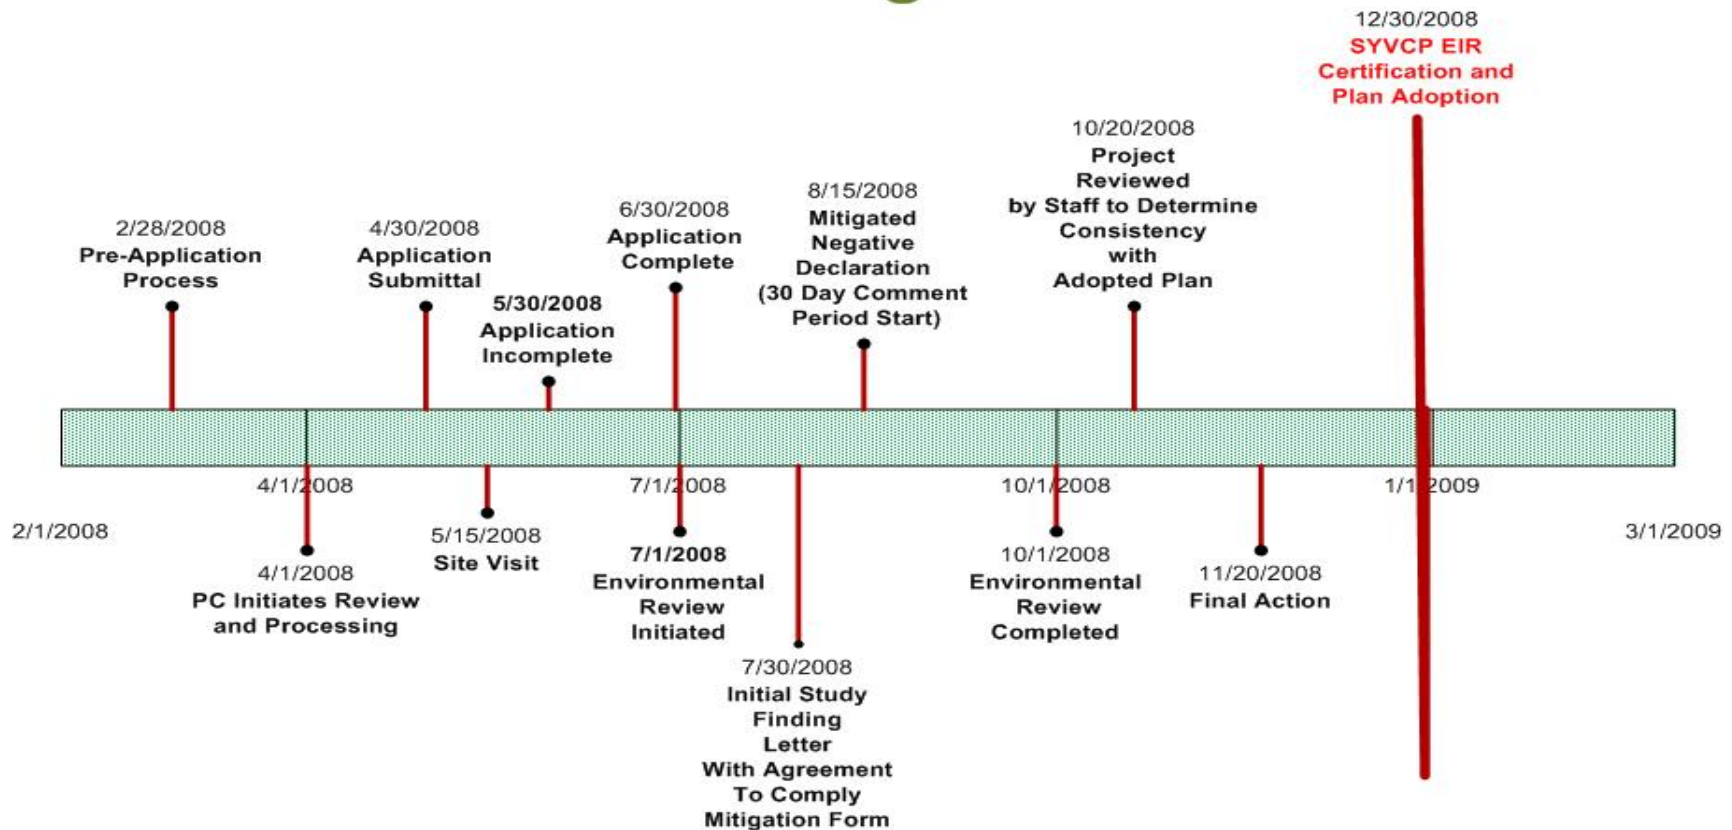 12/30/2008
SYVCP EIR
Certification and
Plan Adoption
10/20/2008
Project
Reviewed
by Staff to Determine
Consistency
with
Adopted Plan
8/15/2008
Mitigated
Negative
Declaration
(30 Day Comment
Period Start)
6/30/2008
Application
Complete
2/28/2008
Pre-Application
Process
4/30/2008
Application
Submittal
5/30/2008
Application
Incomplete
4/1/2008
7/1/2008
10/1/2008
1/1/2009
2/1/2008
3/1/2009
4/1/2008
PC Initiates Review
and Processing
5/15/2008
Site Visit
7/1/2008
Environmental
Review
Initiated
7/30/2008
Initial Study
Finding
Letter
With Agreement
To Comply
Mitigation Form
10/1/2008
Environmental
Review
Completed
11/20/2008
Final Action